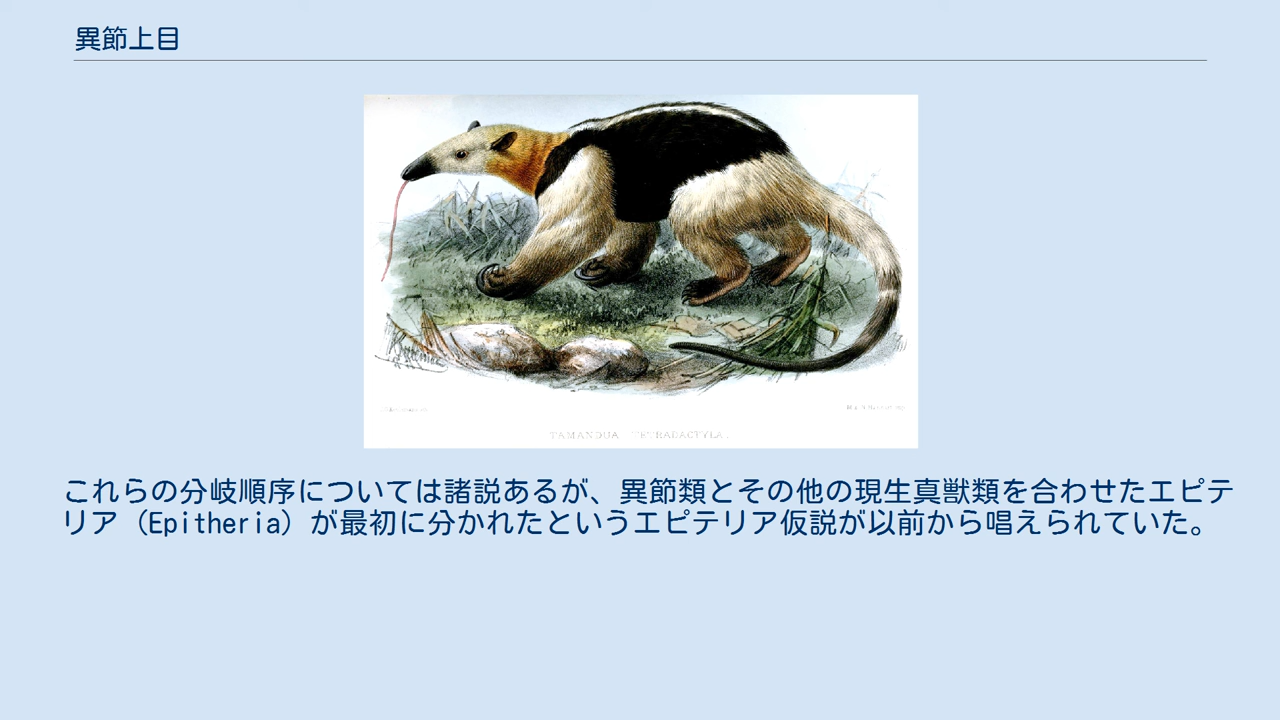 異節上目
TAMANDUA TETRADACTYLA.
これらの分岐順序については諸説あるが、異節類とその他の現生真獣類を合わせたエピテ
リア（Epitheria）が最初に分かれたというエピテリア仮説が以前から唱えられていた。